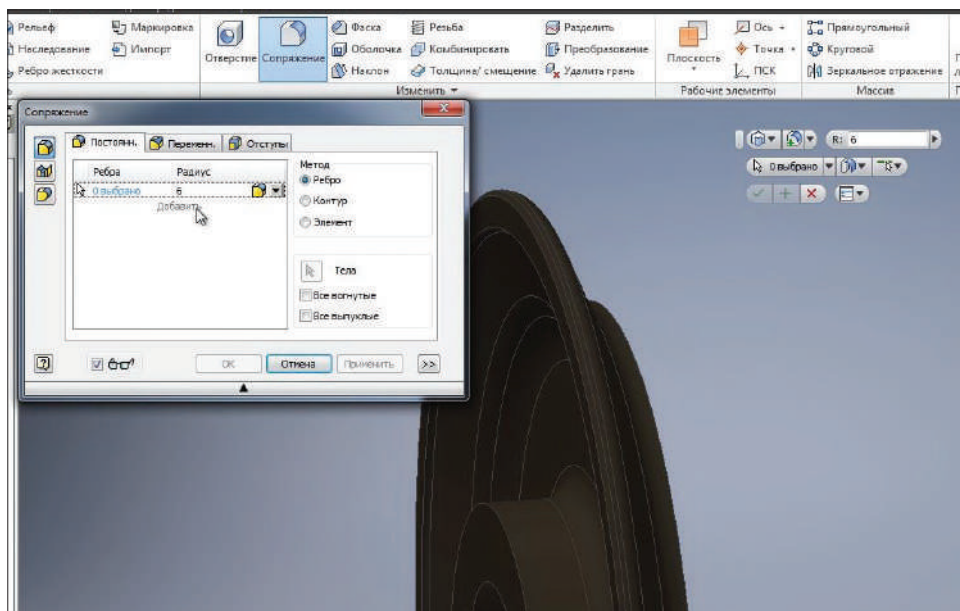 Рельеф Маркировка Фаска Резьба Разделить Ось Прямоугольный
Наследование Импорт Отверстие Сопряжение Оболочка Комбинировать Преобразование Плоскость Точка Круговой
Ребро жесткости Наклон Толщина/ смещение Удалить грань ПСК Зеркальное отражение
Изменить Рабочие элементы Массив
Сопряжение
Постоянн. Переменн. Отступы
Ребра Радиус
0 выбрано 6
Добавить
Метод
Ребро
Контур
Элемент
Тела
Все вогнутые
Все выпуклые
OK Отмена Применить >>
R: 6
0 выбрано